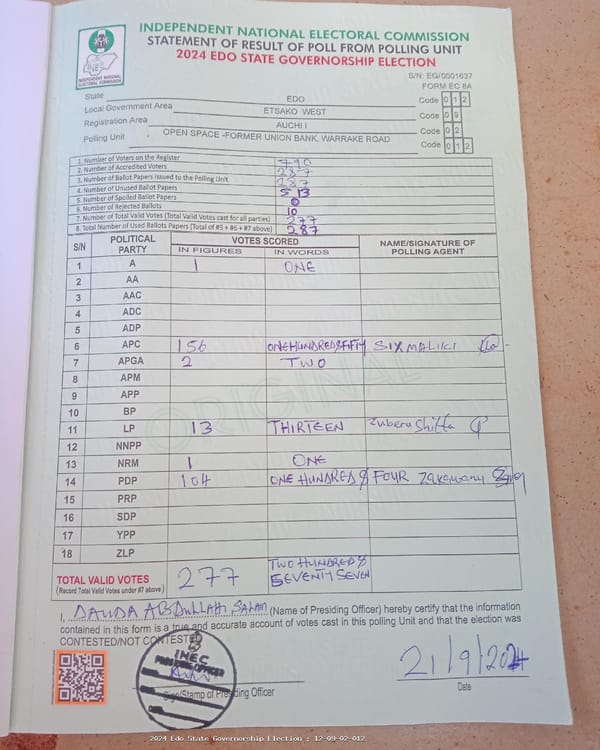 INDEPENDENT NATIONAL ELECTORAL COMMISSION
STATEMENT OF RESULT OF POLL FROM POLLING UNIT
2024 EDO STATE GOVERNORSHIP ELECTION
INEC
INDEPENDENT NATIONAL ELECTORAL COMMISSION
S/N: EG/0001637
FORM EC 8A
State EDO Code 0 1 2
Local Government Area ETSAKO WEST Code 0 9
Registration Area AUCHI I Code 0 2
Polling Unit OPEN SPACE -FORMER UNION BANK, WARRAKE ROAD Code 0 1 2
1. Number of Voters on the Register 790
2. Number of Accredited Voters 287
3. Number of Ballot Papers Issued to the Polling Unit
4. Number of Unused Ballot Papers 513
5. Number of Spoiled Ballot Papers 0
6. Number of Rejected Ballots 10
7. Number of Total Valid Votes (Total Valid Votes cast for all parties) 277
8. Total Number of Used Ballots Papers (Total of #5 + #6 + #7 above) 287
S/N POLITICAL PARTY VOTES SCORED NAME/SIGNATURE OF POLLING AGENT
IN FIGURES IN WORDS
1 A 1 ONE
2 AA
3 AAC
4 ADC
5 ADP
6 APC 156 ONE HUNDRED & FIFTY SIX MALIKI
7 APGA 2 TWO
8 APM
9 APP
10 BP
11 LP 13 THIRTEEN Zuberu Shitta
12 NNPP
13 NRM 1 ONE
14 PDP 104 ONE HUNDRED & FOUR
15 PRP
16 SDP
17 YPP
18 ZLP
ORIGINAL
TOTAL VALID VOTES 277 TWO HUNDRED & SEVENTY SEVEN
(Record Total Valid Votes under #7 above)
I, DAUDA ABDULLAHI SALAM (Name of Presiding Officer) hereby certify that the information
contained in this form is a true and accurate account of votes cast in this polling Unit and that the election was
CONTESTED/NOT CONTESTED
INEC
PRESIDING OFFICER
Sign/Stamp of Presiding Officer
21/9/2024
Date
2024 Edo State Governorship Election : 12-09-02-012